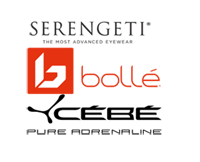 SERENGETI®
THE MOST ADVANCED EYEWEAR
b bollé
CÉBÉ
PURE ADRENALINE